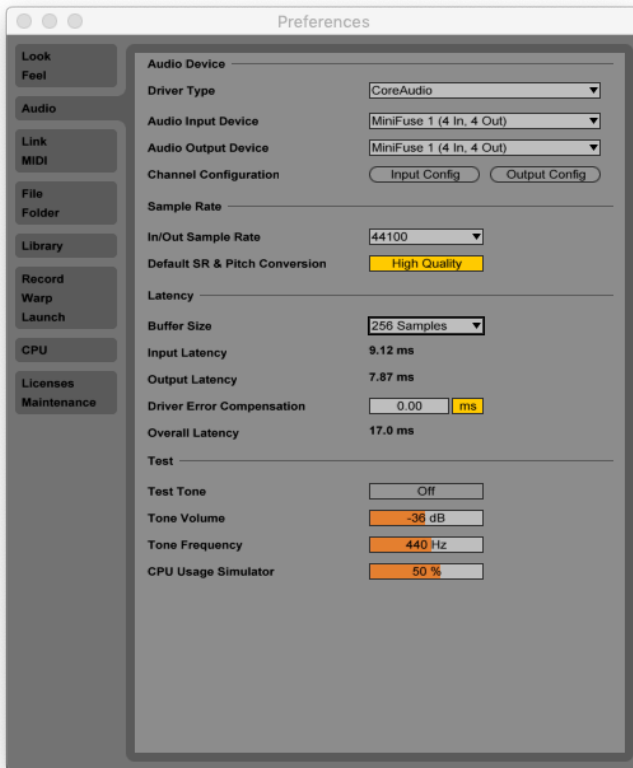 Preferences
Look
Feel
Audio
Link
MIDI
File
Folder
Library
Record
Warp
Launch
CPU
Licenses
Maintenance
Audio Device
Driver Type CoreAudio
Audio Input Device MiniFuse 1 (4 In, 4 Out)
Audio Output Device MiniFuse 1 (4 In, 4 Out)
Channel Configuration Input Config Output Config
Sample Rate
In/Out Sample Rate 44100
Default SR & Pitch Conversion High Quality
Latency
Buffer Size 256 Samples
Input Latency 9.12 ms
Output Latency 7.87 ms
Driver Error Compensation 0.00 ms
Overall Latency 17.0 ms
Test
Test Tone Off
Tone Volume -36 dB
Tone Frequency 440 Hz
CPU Usage Simulator 50 %